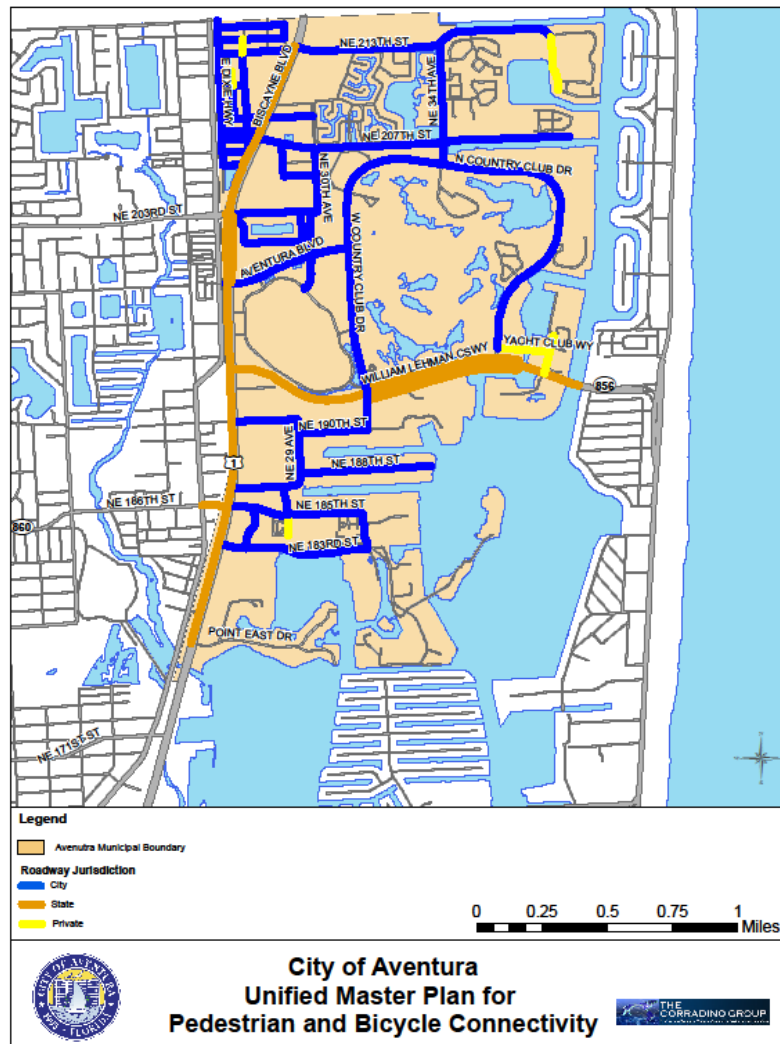 NE 213TH ST
BISCAYNE BLVD
E DIXIE HWY
NE 34TH AVE
NE 207TH ST
N COUNTRY CLUB DR
NE 30TH AVE
NE 203RD ST
W COUNTRY CLUB DR
AVENTURA BLVD
YACHT CLUB WY
WILLIAM LEHMAN CSWY
856
NE 190TH ST
NE 29 AVE
1
NE 188TH ST
NE 186TH ST
NE 185TH ST
860
NE 183RD ST
POINT EAST DR
NE 171ST ST
Legend
Avenutra Municipal Boundary
Roadway Jurisdiction
City
State
Private
0 0.25 0.5 0.75 1
Miles
CITY OF AVENTURA
FLORIDA
City of Aventura
Unified Master Plan for
Pedestrian and Bicycle Connectivity
THE
CORRADINO GROUP